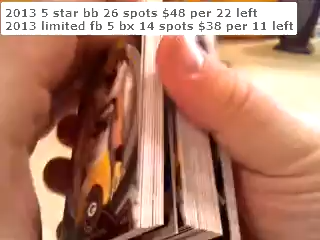 2013 5 star bb 26 spots $48 per 22 left
2013 limited fb 5 bx 14 spots $38 per 11 left